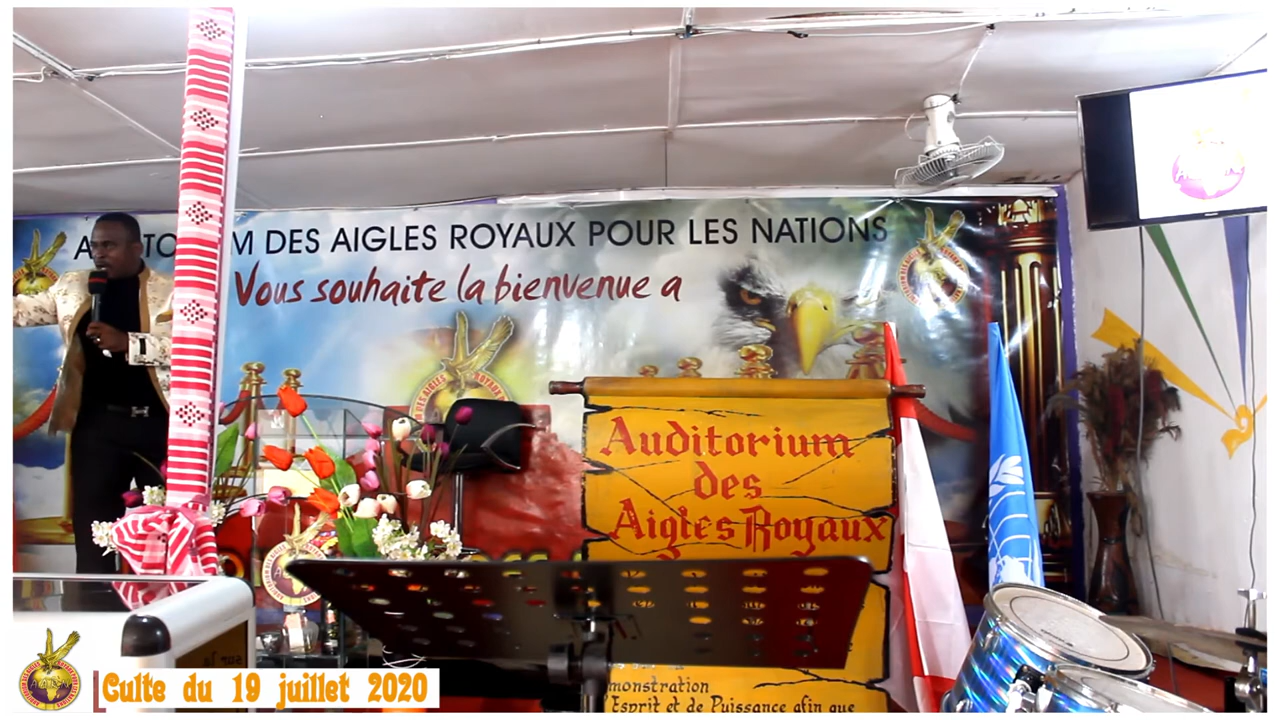 DES AIGLES ROYAUX POUR LES NATIONS
Vous souhaite la bienvenue a
Auditorium
des
Aigles Royaux
monstration
Esprit et de Puissance afin que
Culte du 19 juillet 2020